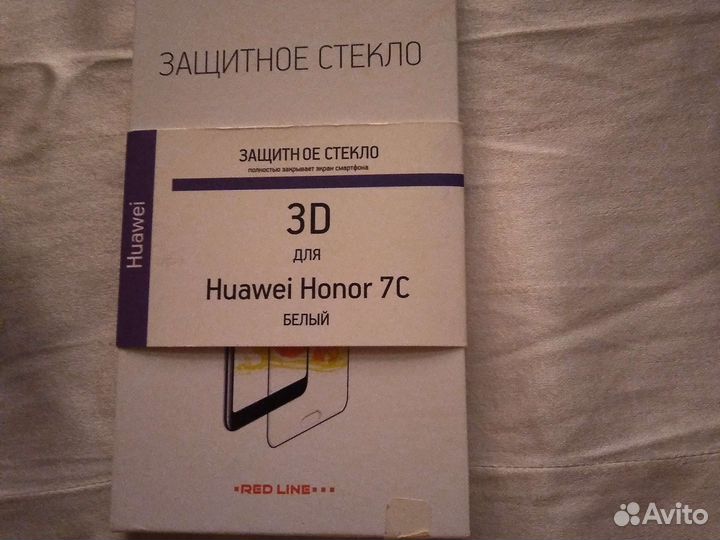 ЗАЩИТНОЕ СТЕКЛО
Huawei
ЗАЩИТНОЕ СТЕКЛО
полностью закрывает экран смартфона
3D
для
Huawei Honor 7C
БЕЛЫЙ
RED LINE
Avito